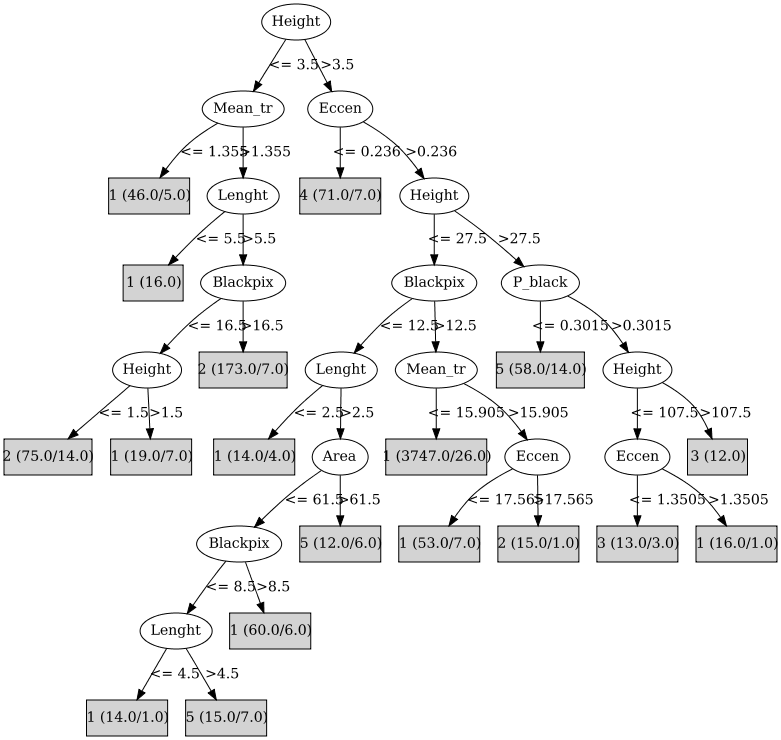 Height
<= 3.5 >3.5
Mean_tr Eccen
<= 1.355 >1.355 <= 0.236 >0.236
1 (46.0/5.0) Lenght 4 (71.0/7.0) Height
<= 5.5 >5.5 <= 27.5 >27.5
1 (16.0) Blackpix Blackpix P_black
<= 16.5 >16.5 <= 12.5 >12.5 <= 0.3015 >0.3015
Height 2 (173.0/7.0) Lenght Mean_tr 5 (58.0/14.0) Height
<= 1.5 >1.5 <= 2.5 >2.5 <= 15.905 >15.905 <= 107.5 >107.5
2 (75.0/14.0) 1 (19.0/7.0) 1 (14.0/4.0) Area 1 (3747.0/26.0) Eccen Eccen 3 (12.0)
<= 61.5 >61.5 <= 17.565 >17.565 <= 1.3505 >1.3505
Blackpix 5 (12.0/6.0) 1 (53.0/7.0) 2 (15.0/1.0) 3 (13.0/3.0) 1 (16.0/1.0)
<= 8.5 >8.5
Lenght 1 (60.0/6.0)
<= 4.5 >4.5
1 (14.0/1.0) 5 (15.0/7.0)